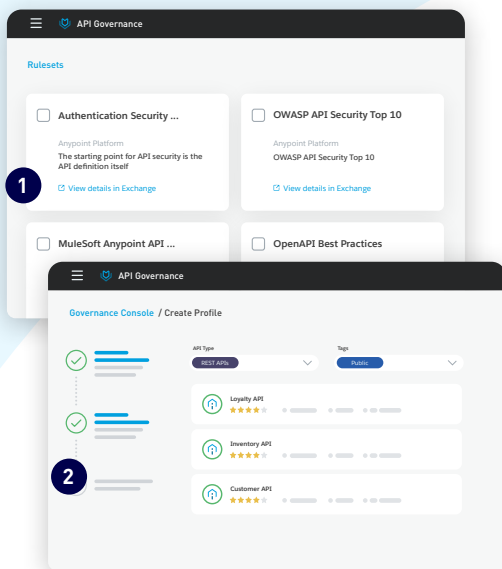 API Governance
Rulesets
Authentication Security ...
Anypoint Platform
The starting point for API security is the
API definition itself
View details in Exchange
OWASP API Security Top 10
Anypoint Platform
OWASP API Security Top 10
View details in Exchange
1
MuleSoft Anypoint API ...
OpenAPI Best Practices
API Governance
Governance Console / Create Profile
API Type
Tags
REST APIs
Public
Loyalty API
Inventory API
2
Customer API